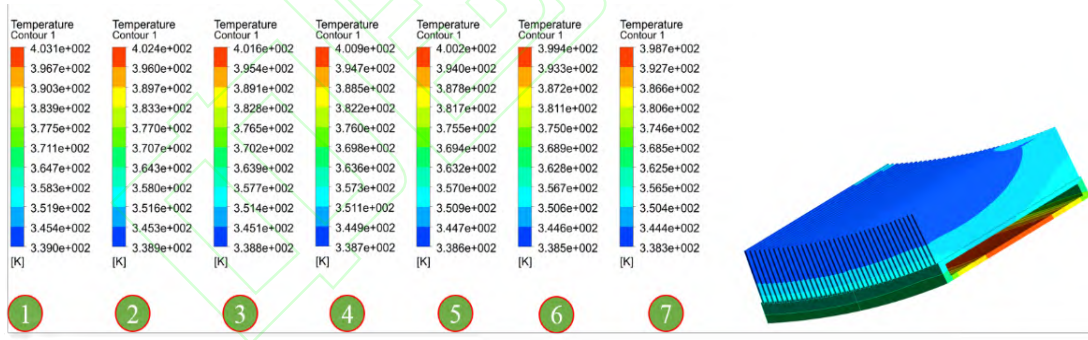 Temperature
Contour 1
4.031e+002
3.967e+002
3.903e+002
3.839e+002
3.775e+002
3.711e+002
3.647e+002
3.583e+002
3.519e+002
3.454e+002
3.390e+002
[K]
1
Temperature
Contour 1
4.024e+002
3.960e+002
3.897e+002
3.833e+002
3.770e+002
3.707e+002
3.643e+002
3.580e+002
3.516e+002
3.453e+002
3.389e+002
[K]
2
Temperature
Contour 1
4.016e+002
3.954e+002
3.891e+002
3.828e+002
3.765e+002
3.702e+002
3.639e+002
3.577e+002
3.514e+002
3.451e+002
3.388e+002
[K]
3
Temperature
Contour 1
4.009e+002
3.947e+002
3.885e+002
3.822e+002
3.760e+002
3.698e+002
3.636e+002
3.573e+002
3.511e+002
3.449e+002
3.387e+002
[K]
4
Temperature
Contour 1
4.002e+002
3.940e+002
3.878e+002
3.817e+002
3.755e+002
3.694e+002
3.632e+002
3.570e+002
3.509e+002
3.447e+002
3.386e+002
[K]
5
Temperature
Contour 1
3.994e+002
3.933e+002
3.872e+002
3.811e+002
3.750e+002
3.689e+002
3.628e+002
3.567e+002
3.506e+002
3.446e+002
3.385e+002
[K]
6
Temperature
Contour 1
3.987e+002
3.927e+002
3.866e+002
3.806e+002
3.746e+002
3.685e+002
3.625e+002
3.565e+002
3.504e+002
3.444e+002
3.383e+002
[K]
7